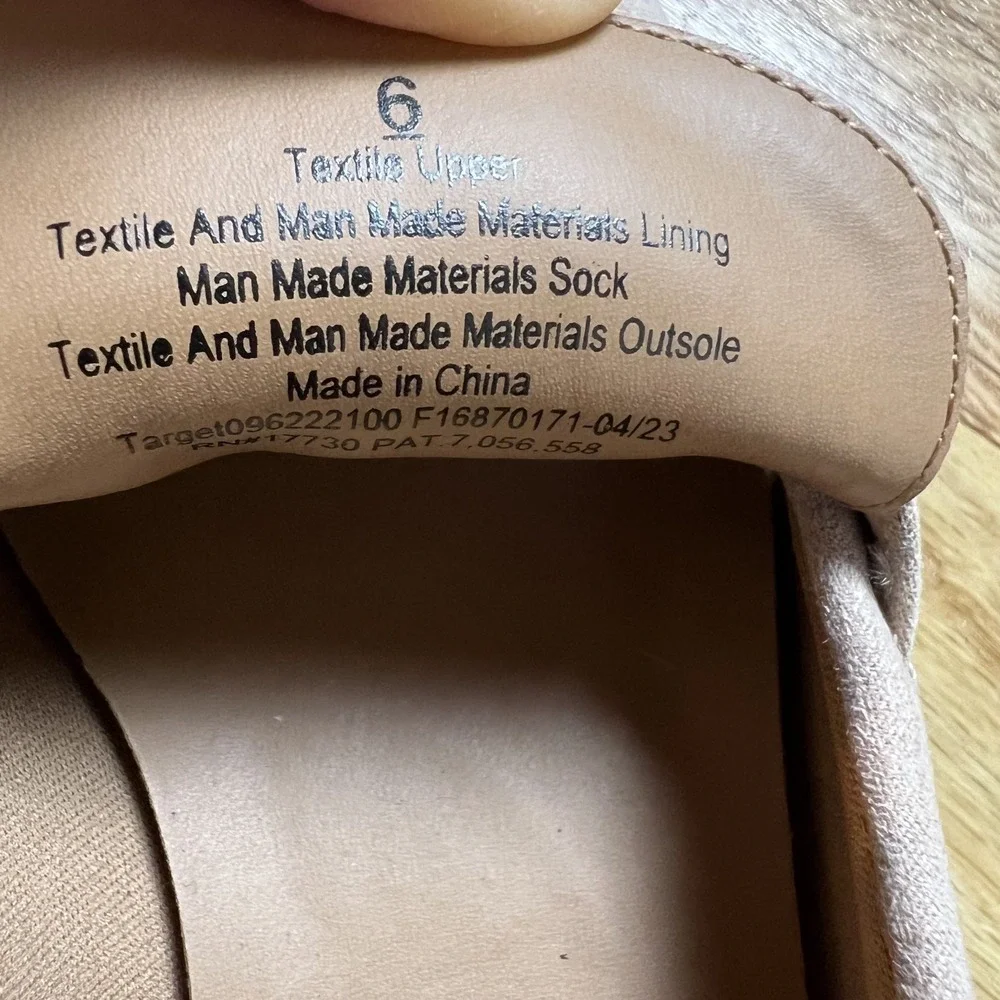 6
Textile Upper
Textile And Man Made Materials Lining
Man Made Materials Sock
Textile And Man Made Materials Outsole
Made in China
Target096222100 F16870171-04/23
RN#17730 PAT.7.056.558